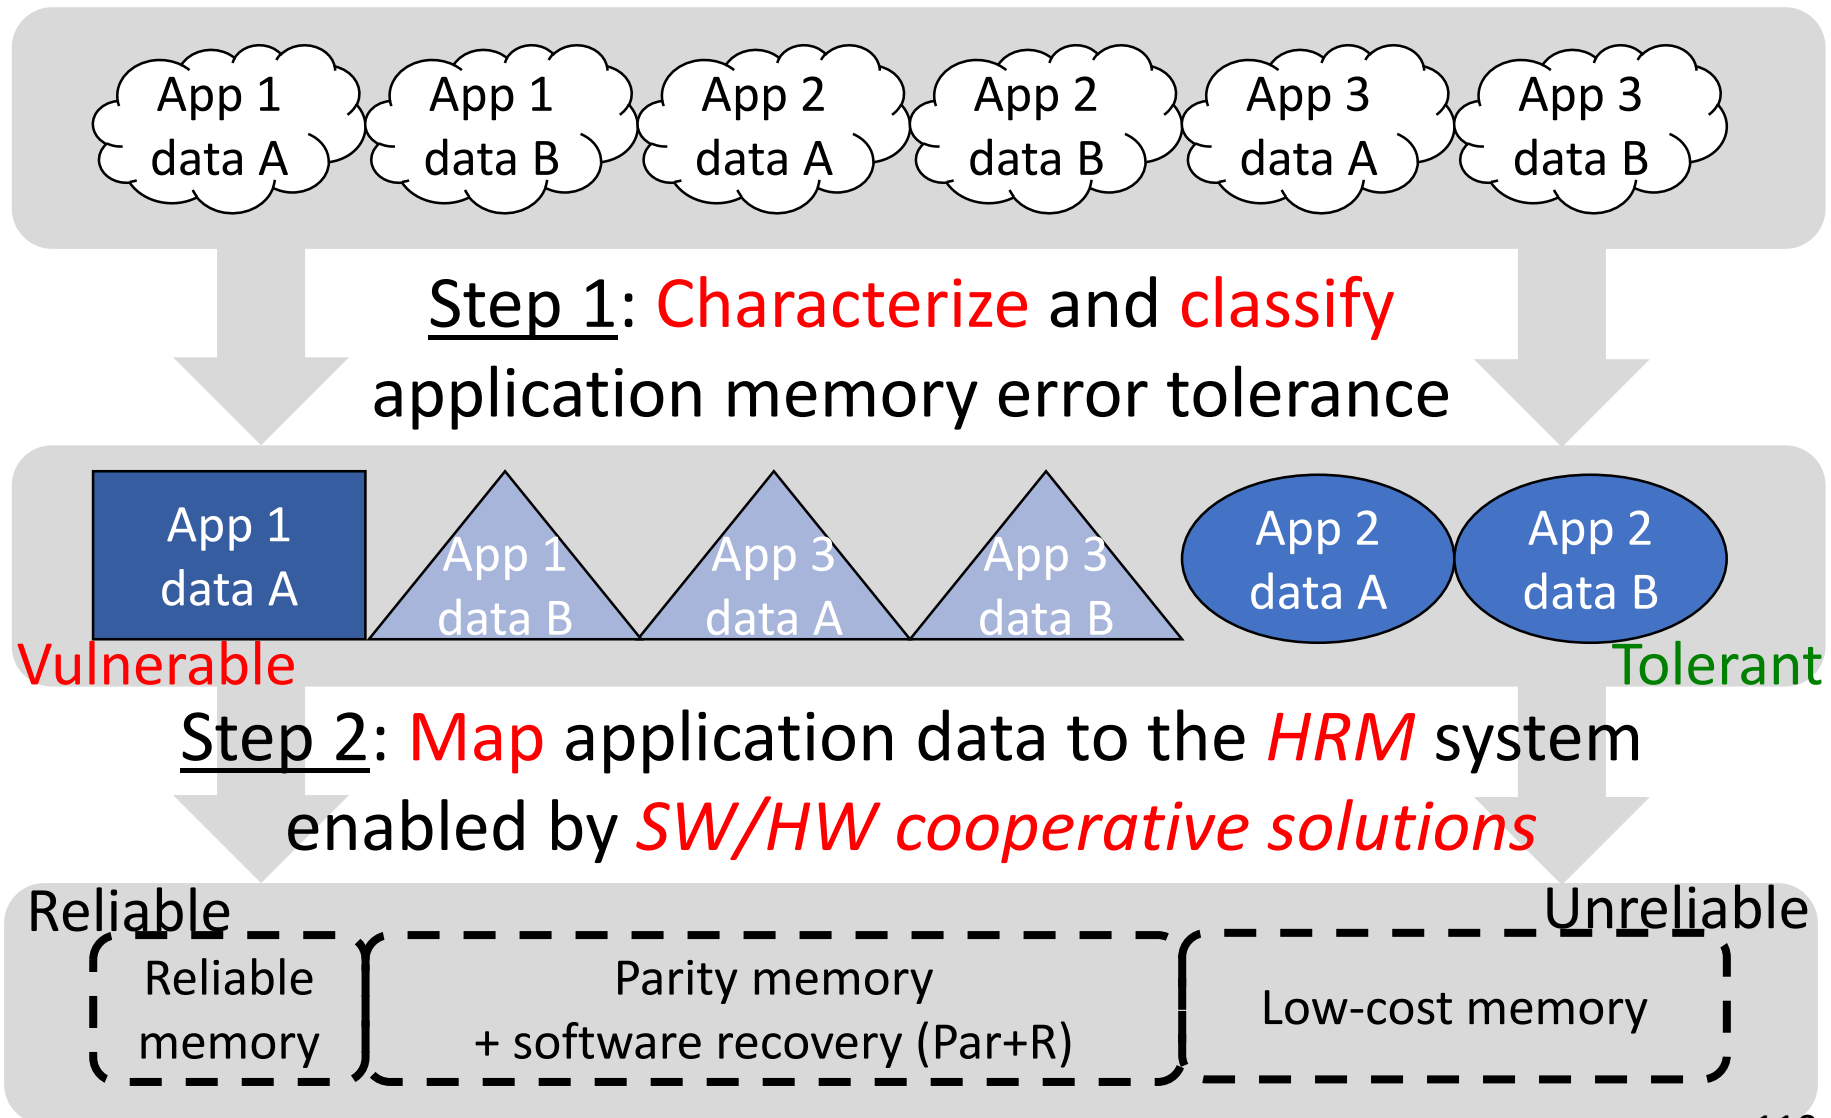 App 1
data A
App 1
data B
App 2
data A
App 2
data B
App 3
data A
App 3
data B
Step 1: Characterize and classify
application memory error tolerance
App 1
data A
App 1
data B
App 3
data A
App 3
data B
App 2
data A
App 2
data B
Vulnerable
Tolerant
Step 2: Map application data to the HRM system
enabled by SW/HW cooperative solutions
Reliable
Unreliable
Reliable
memory
Parity memory
+ software recovery (Par+R)
Low-cost memory